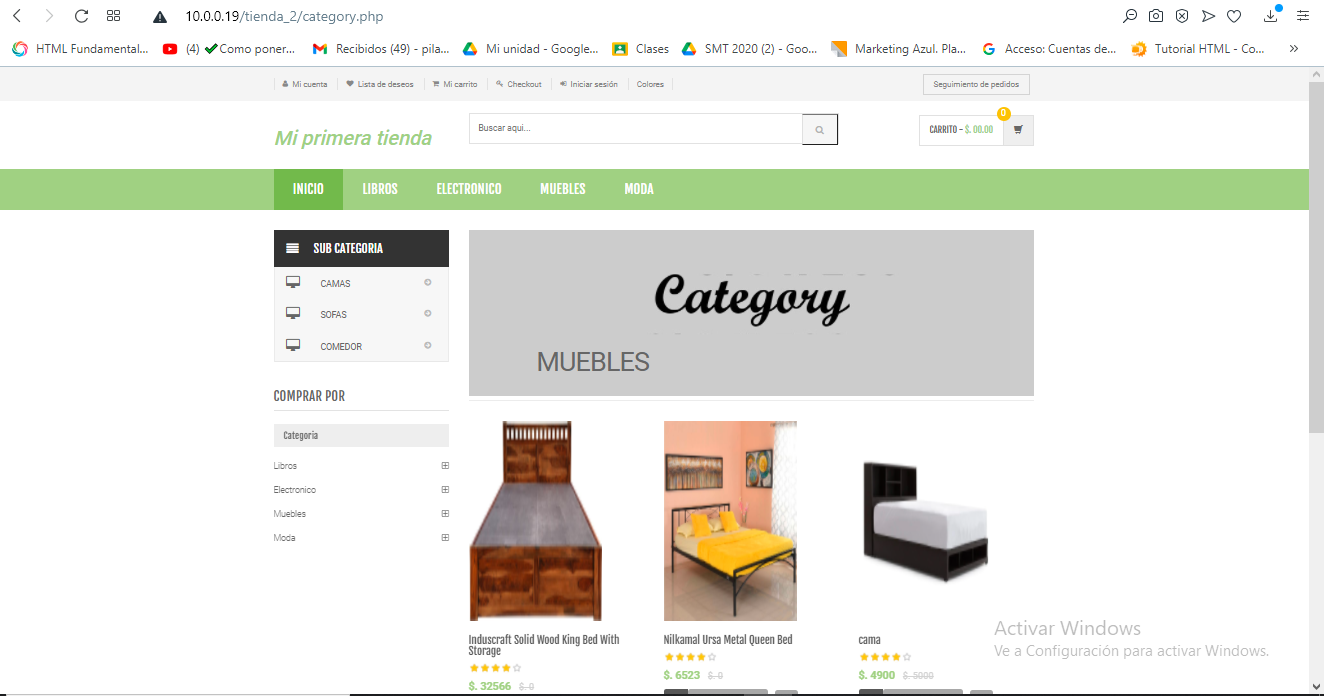 10.0.0.19/tienda_2/category.php
HTML Fundamental...
(4) ✔Como poner...
Recibidos (49) - pila...
Mi unidad - Google...
Clases
SMT 2020 (2) - Goo...
Marketing Azul. Pla...
Acceso: Cuentas de...
Tutorial HTML - Co...
»
Mi cuenta
Lista de deseos
Mi carrito
Checkout
Iniciar sesión
Colores
Seguimiento de pedidos
Mi primera tienda
Buscar aqui...
CARRITO - $. 00.00
0
INICIO
LIBROS
ELECTRONICO
MUEBLES
MODA
SUB CATEGORIA
CAMAS
SOFAS
COMEDOR
COMPRAR POR
Categoria
Libros
Electronico
Muebles
Moda
Category
MUEBLES
Induscraft Solid Wood King Bed With
Storage
$. 32566 $. 0
Nilkamal Ursa Metal Queen Bed
$. 6523 $. 0
cama
$. 4900 $. 5000
Activar Windows
Ve a Configuración para activar Windows.